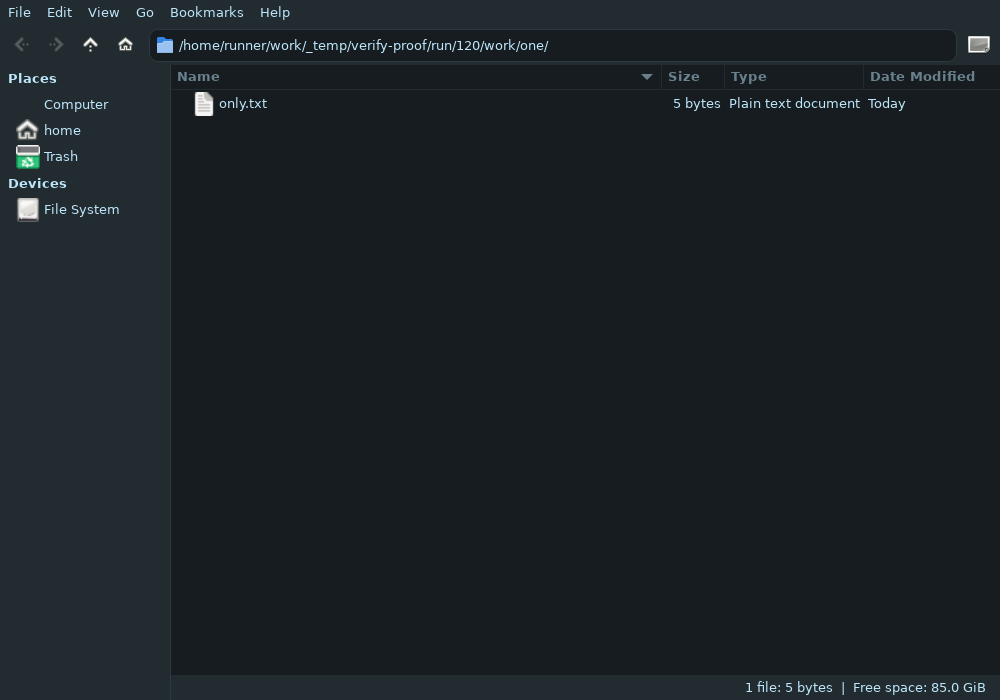 File Edit View Go Bookmarks Help
/home/runner/work/_temp/verify-proof/run/120/work/one/
Places
Computer
home
Trash
Devices
File System
Name Size Type Date Modified
only.txt 5 bytes Plain text document Today
1 file: 5 bytes | Free space: 85.0 GiB